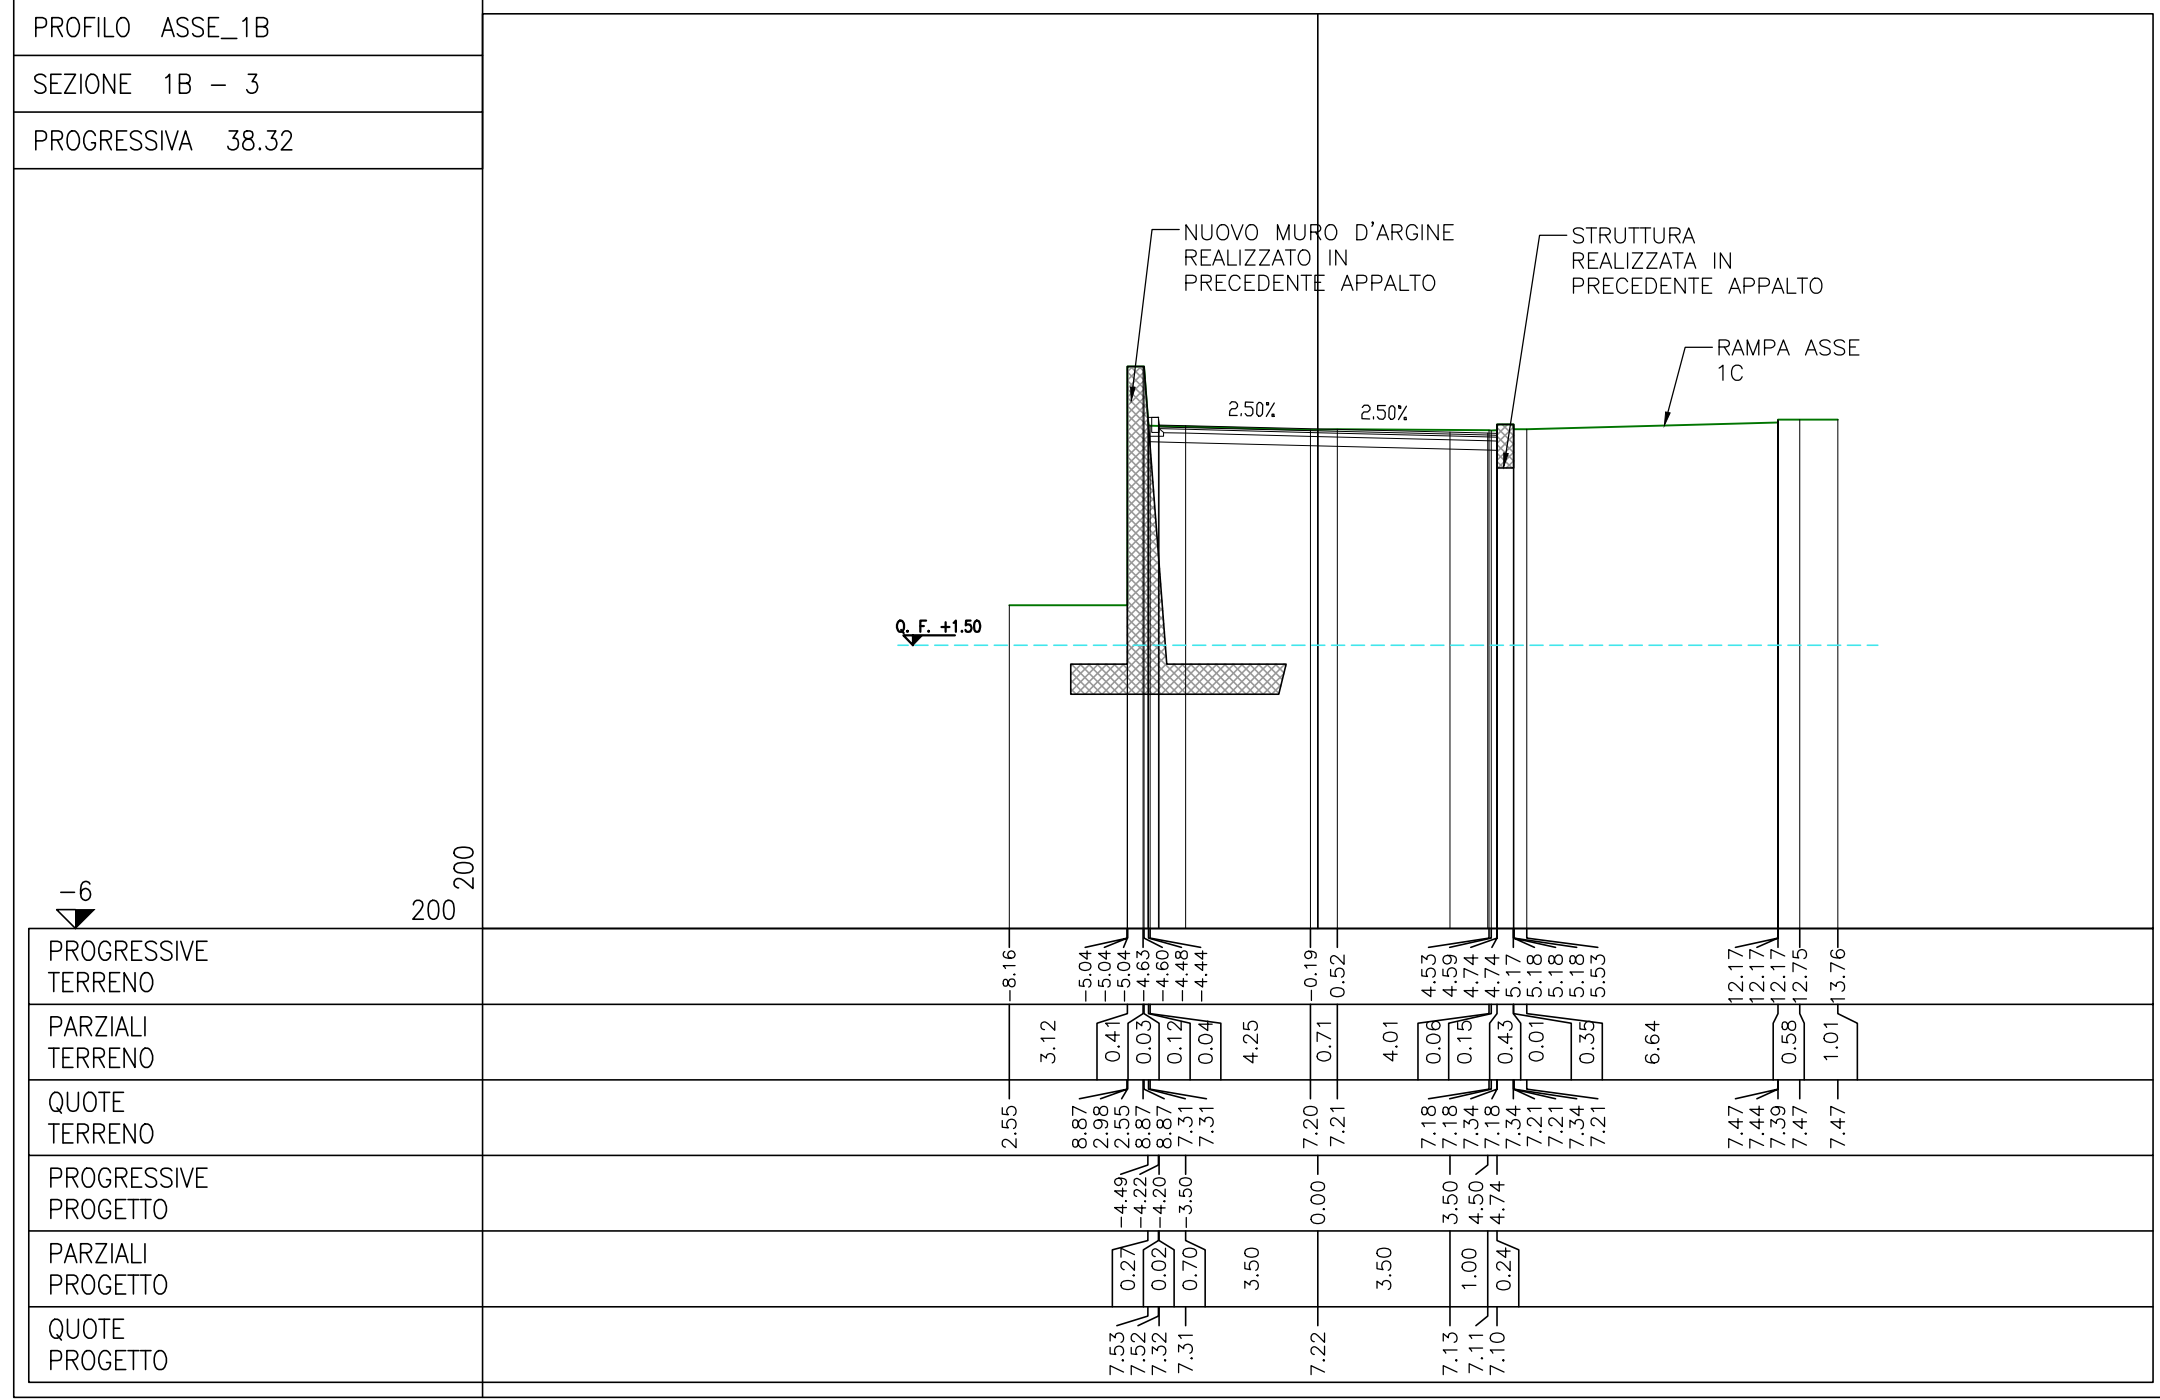 PROFILO ASSE_1B
SEZIONE 1B - 3
PROGRESSIVA 38.32
NUOVO MURO D'ARGINE
REALIZZATO IN
PRECEDENTE APPALTO
STRUTTURA
REALIZZATA IN
PRECEDENTE APPALTO
RAMPA ASSE
1C
2.50% 2.50%
Q. F. +1.50
200
-6
200
PROGRESSIVE
TERRENO
-8.16 -5.04 -5.04 -5.04 -4.63 -4.60 -4.48 -4.44 -0.19 0.52 4.53 4.59 4.74 4.74 5.17 5.18 5.18 5.18 5.53 12.17 12.17 12.17 12.75 13.76
PARZIALI
TERRENO
3.12 0.41 0.03 0.12 0.04 4.25 0.71 4.01 0.06 0.15 0.43 0.01 0.35 6.64 0.58 1.01
QUOTE
TERRENO
2.55 8.87 2.98 2.55 8.87 8.87 7.31 7.31 7.20 7.21 7.18 7.18 7.34 7.18 7.34 7.21 7.21 7.34 7.21 7.47 7.44 7.39 7.47 7.47
PROGRESSIVE
PROGETTO
-4.49 -4.22 -4.20 -3.50 0.00 3.50 4.50 4.74
PARZIALI
PROGETTO
0.27 0.02 0.70 3.50 3.50 1.00 0.24
QUOTE
PROGETTO
7.53 7.52 7.32 7.31 7.22 7.13 7.11 7.10